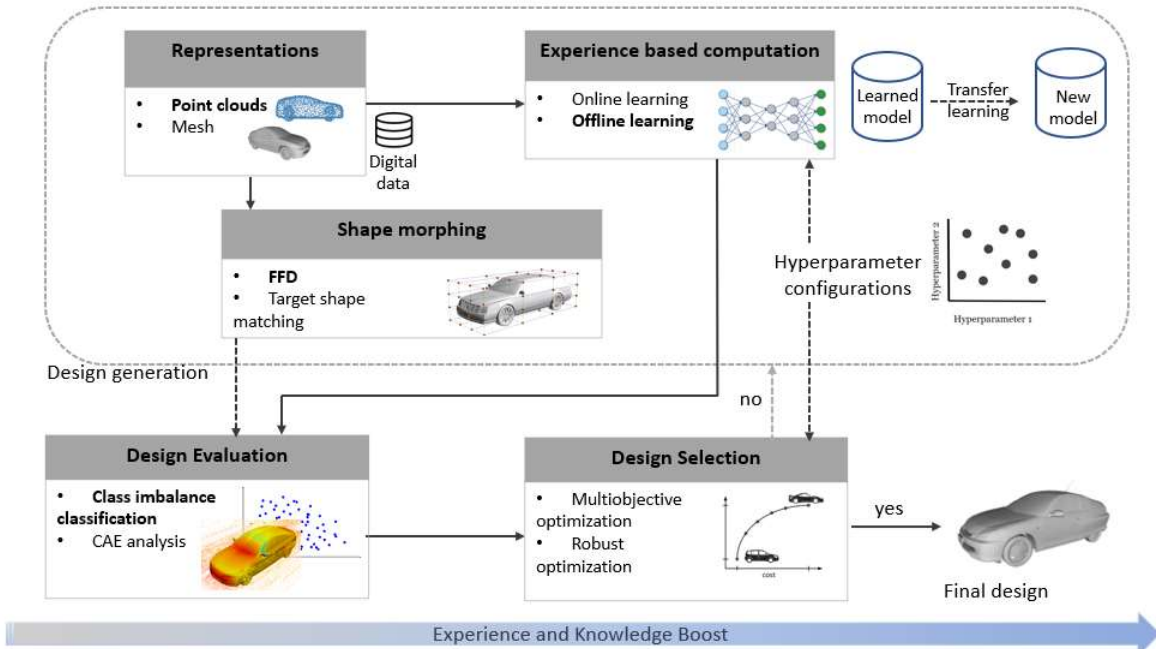 Representations
• Point clouds
• Mesh
Digital
data
Experience based computation
• Online learning
• Offline learning
Learned
model
Transfer
learning
New
model
Shape morphing
• FFD
• Target shape
matching
Hyperparameter
configurations
Hyperparameter 2
Hyperparameter 1
Design generation
no
Design Evaluation
• Class imbalance
classification
• CAE analysis
Design Selection
• Multiobjective
optimization
• Robust
optimization
cost
yes
Final design
Experience and Knowledge Boost